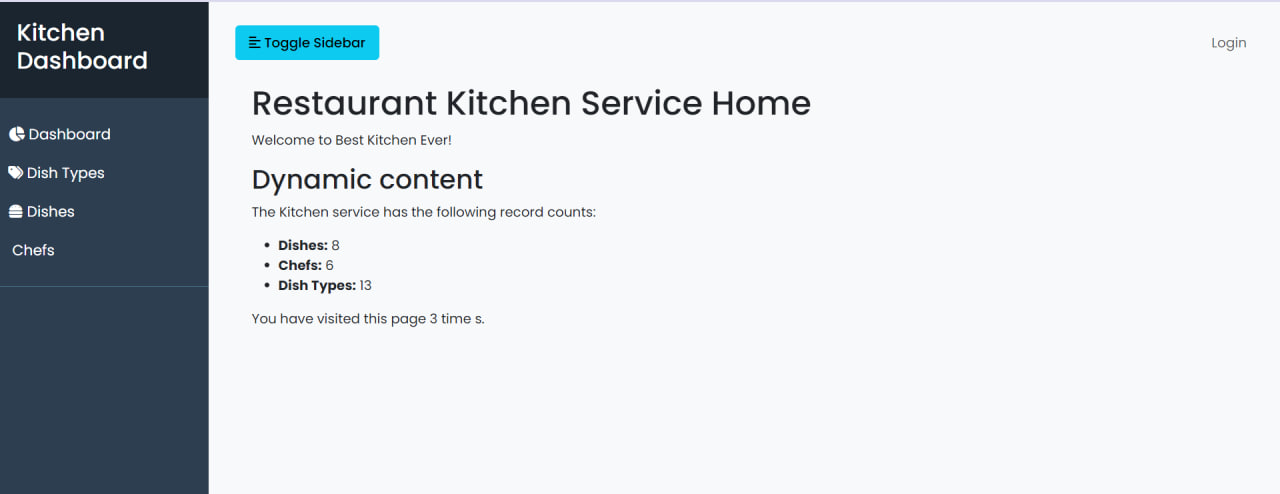 Kitchen
Dashboard
Dashboard
Dish Types
Dishes
Chefs
Toggle Sidebar
Login
Restaurant Kitchen Service Home
Welcome to Best Kitchen Ever!
Dynamic content
The Kitchen service has the following record counts:
Dishes: 8
Chefs: 6
Dish Types: 13
You have visited this page 3 time s.